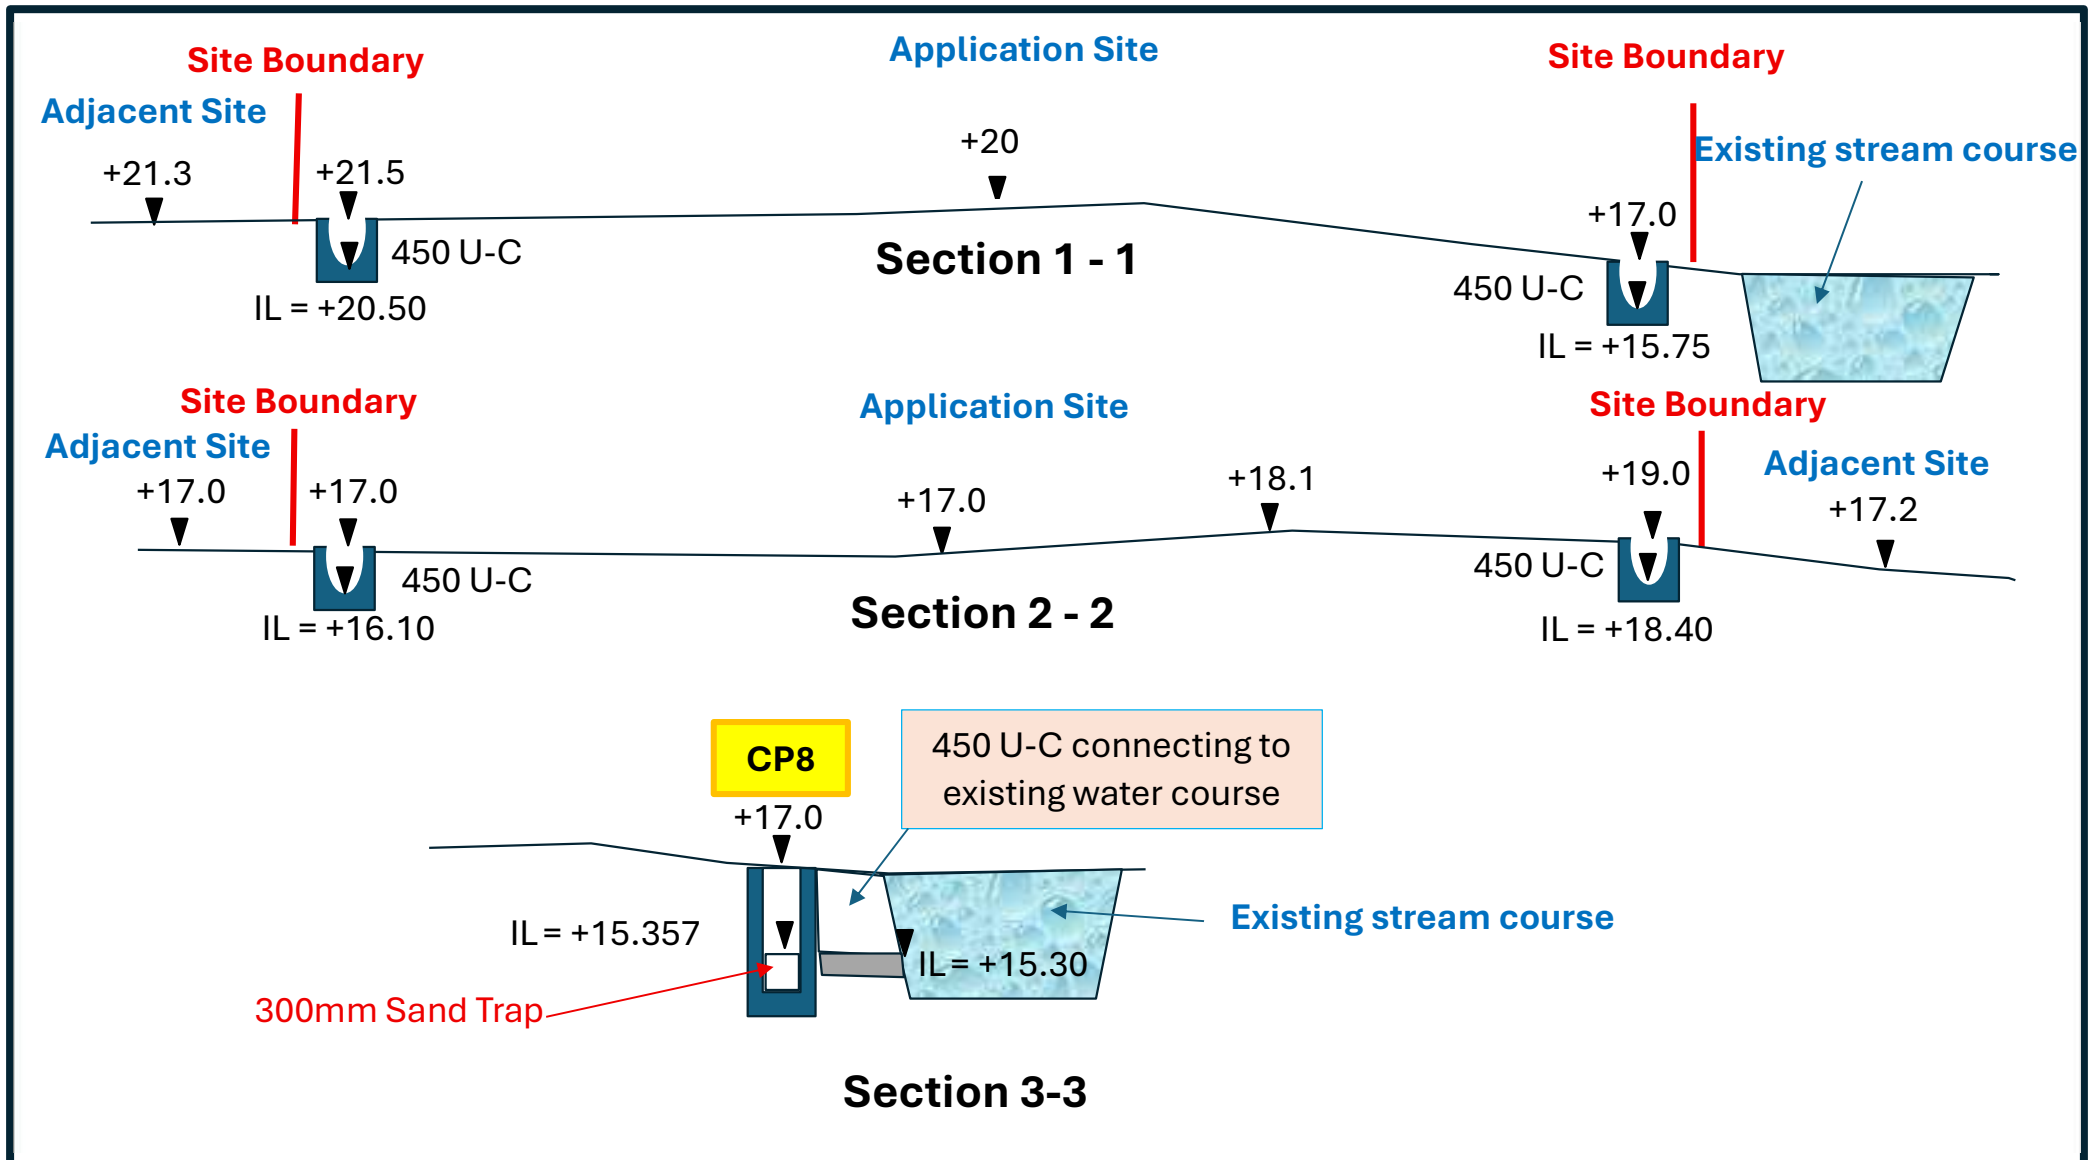 Application Site
Site Boundary
Site Boundary
Adjacent Site
+20
Existing stream course
+21.3
+21.5
+17.0
450 U-C
Section 1 - 1
450 U-C
IL = +20.50
IL = +15.75
Site Boundary
Application Site
Site Boundary
Adjacent Site
Adjacent Site
+17.0
+17.0
+17.0
+18.1
+19.0
+17.2
450 U-C
450 U-C
Section 2 - 2
IL = +16.10
IL = +18.40
CP8
450 U-C connecting to
existing water course
+17.0
IL = +15.357
Existing stream course
IL = +15.30
300mm Sand Trap
Section 3-3